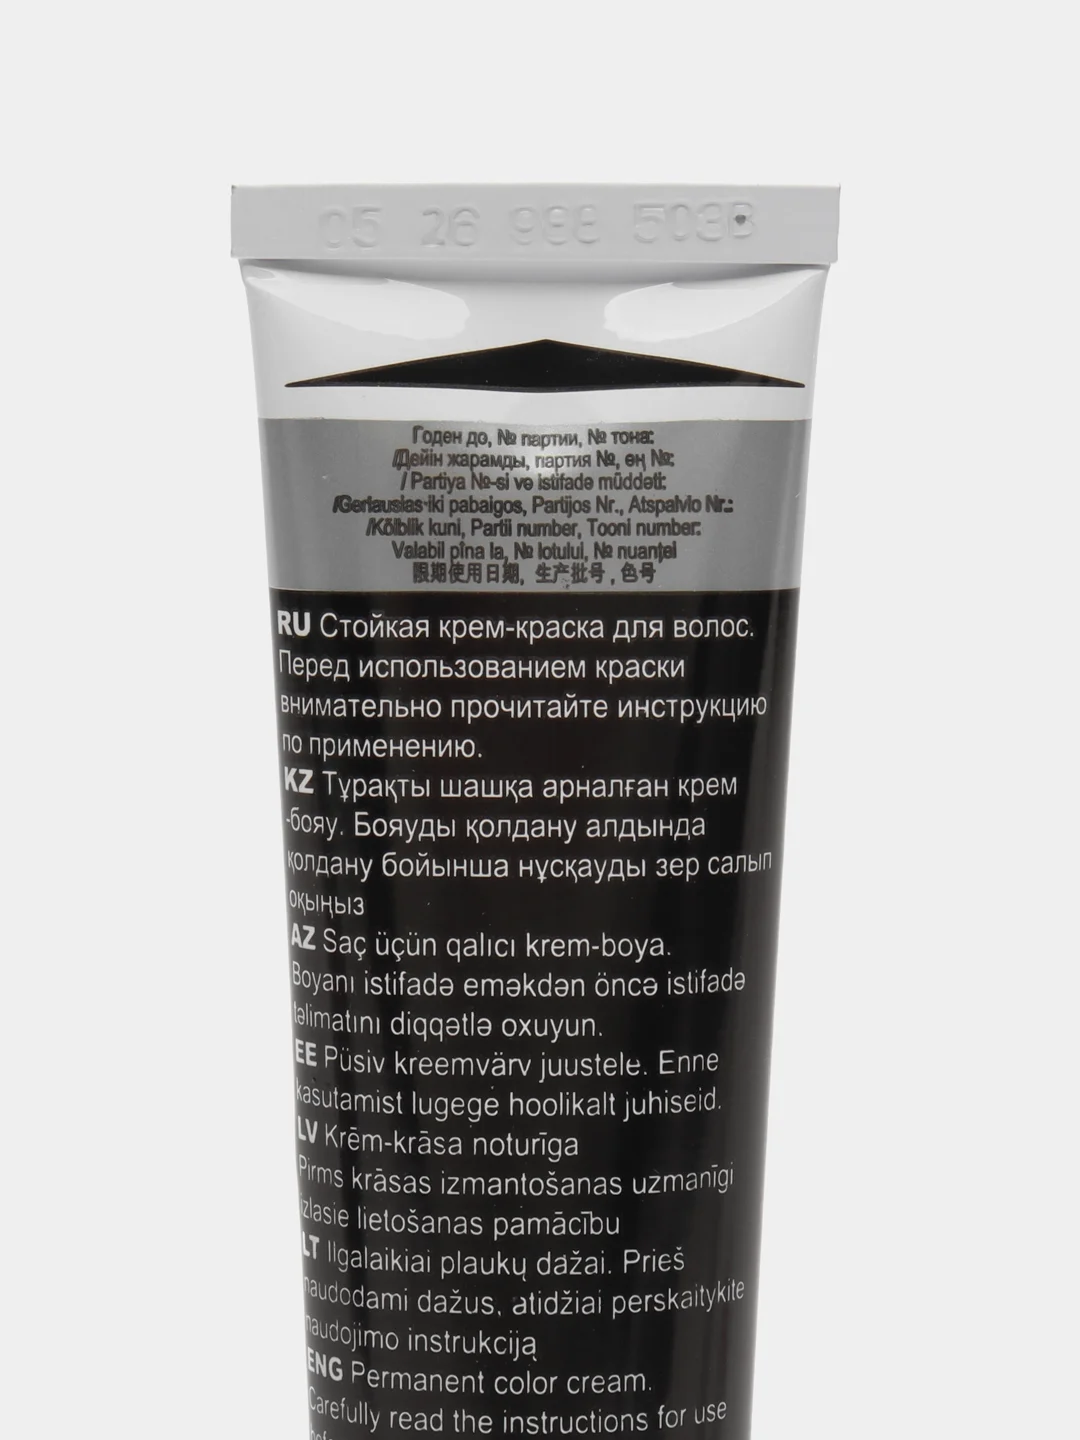 05 26 998 503B
Годен до, № партии, № тона:
/Дейін жарамды, партия №, өң №:
/ Partiya №-si və istifadə müddəti:
/Geriausias iki pabaigos, Partijos Nr., Atspalvio Nr.:
/Kõlblik kuni, Partii number, Tooni number:
Valabil pîna la, № lotului, № nuanței
限期使用日期, 生产批号, 色号
RU Стойкая крем-краска для волос.
Перед использованием краски
внимательно прочитайте инструкцию
по применению.
KZ Тұрақты шашқа арналған крем
-бояу. Бояуды қолдану алдында
қолдану бойынша нұсқауды зер салып
оқыңыз
AZ Saç üçün qalıcı krem-boya.
Boyanı istifadə eməkdən öncə istifadə
təlimatını diqqətlə oxuyun.
EE Püsiv kreemvärv juustele. Enne
kasutamist lugege hoolikalt juhiseid.
LV Krēm-krāsa noturīga
Pirms krāsas izmantošanas uzmanīgi
izlasie lietošanas pamācību
LT Ilgalaikiai plaukų dažai. Prieš
naudodami dažus, atidžiai perskaitykite
naudojimo instrukciją
ENG Permanent color cream.
Carefully read the instructions for use